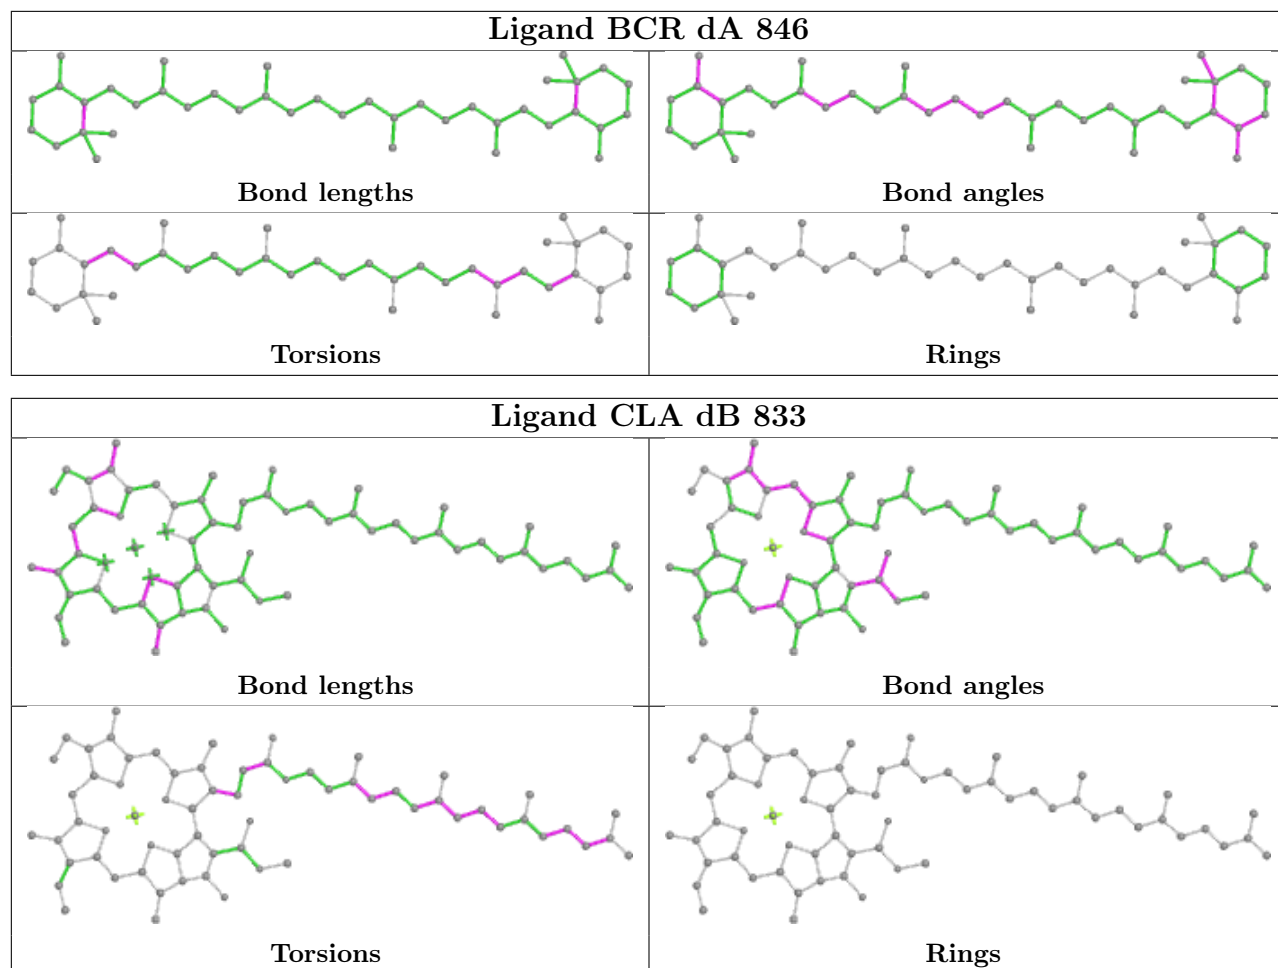 Ligand BCR dA 846
Bond lengths
Bond angles
Torsions
Rings
Ligand CLA dB 833
Bond lengths
Bond angles
Torsions
Rings